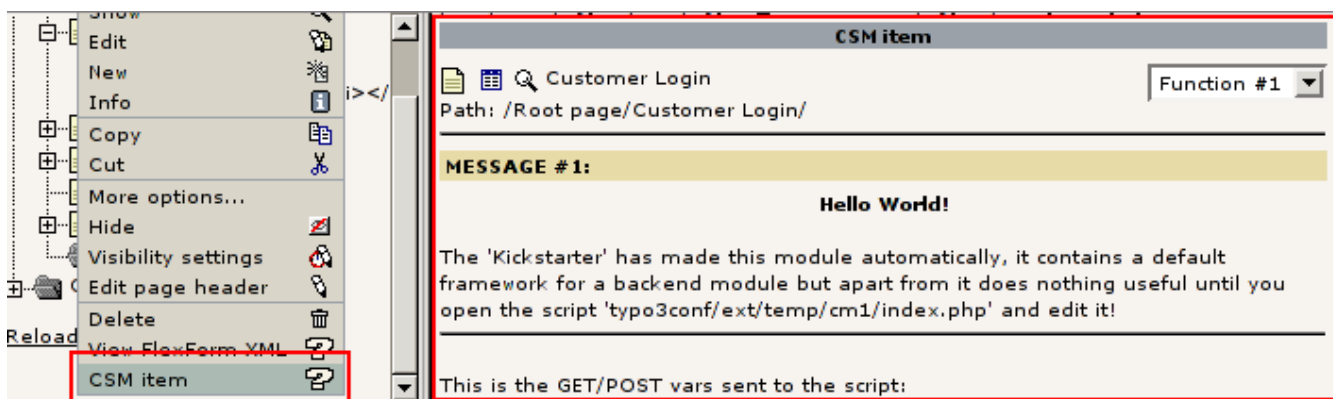 Show
Edit
New
Info
i></
Copy
Cut
More options...
Hide
Visibility settings
Edit page header
Delete
Reload
View FlexForm XML
CSM item
CSM item
Customer Login
Function #1
Path: /Root page/Customer Login/
MESSAGE #1:
Hello World!
The 'Kickstarter' has made this module automatically, it contains a default
framework for a backend module but apart from it does nothing useful until you
open the script 'typo3conf/ext/temp/cm1/index.php' and edit it!
This is the GET/POST vars sent to the script: